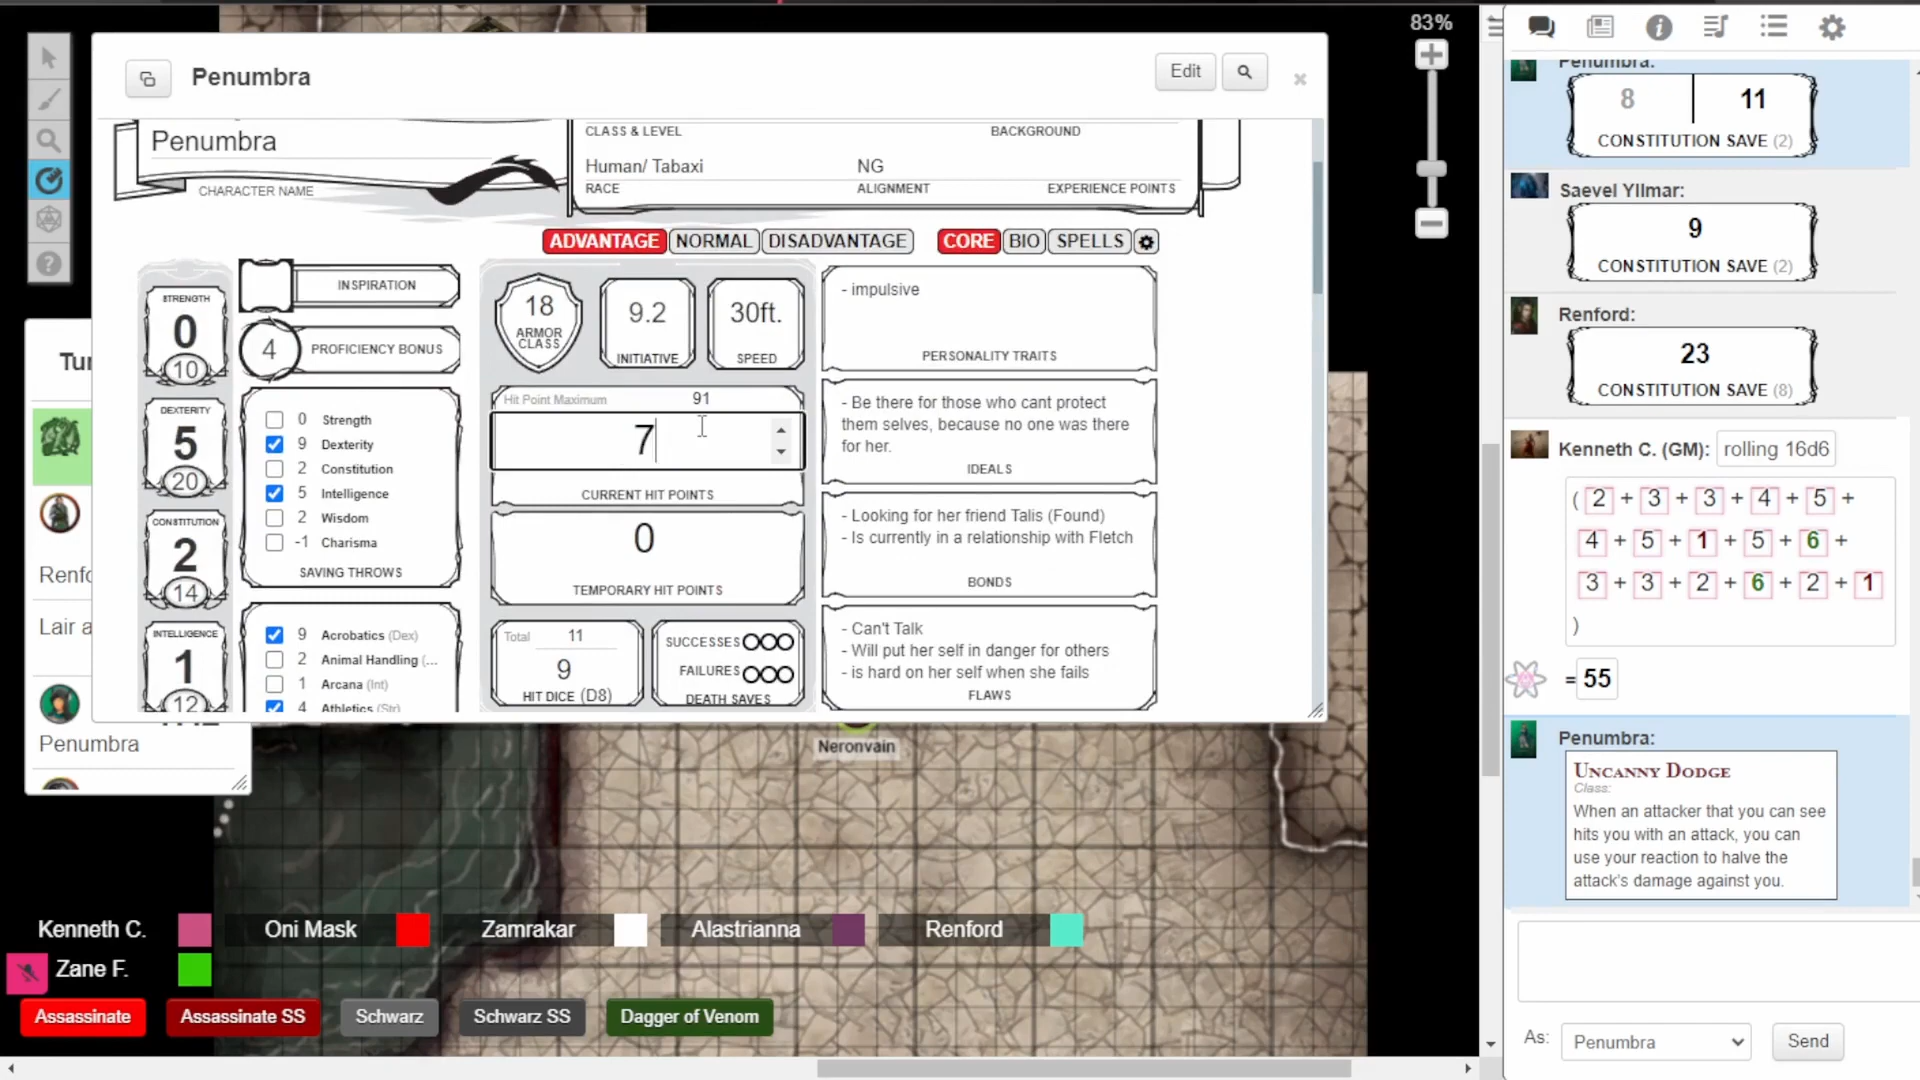 83%
Penumbra
Edit
Penumbra
CHARACTER NAME
CLASS & LEVEL
BACKGROUND
Human/ Tabaxi
NG
RACE
ALIGNMENT
EXPERIENCE POINTS
ADVANTAGE
NORMAL
DISADVANTAGE
CORE
BIO
SPELLS
STRENGTH
0
10
DEXTERITY
5
20
CONSTITUTION
2
14
INTELLIGENCE
1
12
INSPIRATION
4
PROFICIENCY BONUS
0 Strength
9 Dexterity
2 Constitution
5 Intelligence
2 Wisdom
-1 Charisma
SAVING THROWS
9 Acrobatics (Dex)
2 Animal Handling (...
1 Arcana (Int)
4 Athletics (Str)
18
ARMOR
CLASS
9.2
INITIATIVE
30ft.
SPEED
Hit Point Maximum 91
7
CURRENT HIT POINTS
0
TEMPORARY HIT POINTS
Total 11
9
HIT DICE (D8)
SUCCESSES
FAILURES
DEATH SAVES
- impulsive
PERSONALITY TRAITS
- Be there for those who cant protect
them selves, because no one was there
for her.
IDEALS
- Looking for her friend Talis (Found)
- Is currently in a relationship with Fletch
BONDS
- Can't Talk
- Will put her self in danger for others
- is hard on her self when she fails
FLAWS
Tur
Renfo
Lair a
Penumbra
Neronvain
Kenneth C.
Oni Mask
Zamrakar
Alastrianna
Renford
Zane F.
Assassinate
Assassinate SS
Schwarz
Schwarz SS
Dagger of Venom
Penumbra:
8 11
CONSTITUTION SAVE (2)
Saevel Yllmar:
9
CONSTITUTION SAVE (2)
Renford:
23
CONSTITUTION SAVE (8)
Kenneth C. (GM): rolling 16d6
( 2 + 3 + 3 + 4 + 5 +
4 + 5 + 1 + 5 + 6 +
3 + 3 + 2 + 6 + 2 + 1
)
= 55
Penumbra:
UNCANNY DODGE
Class:
When an attacker that you can see
hits you with an attack, you can
use your reaction to halve the
attack's damage against you.
As: Penumbra
Send